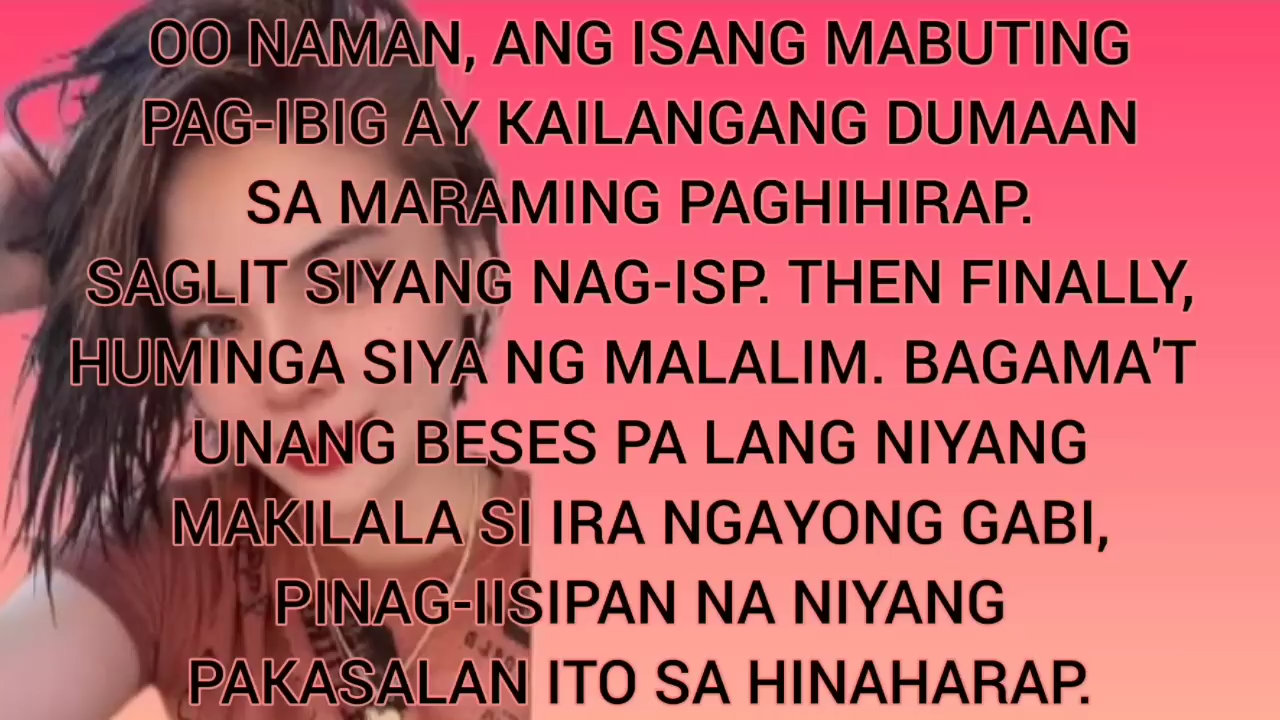 OO NAMAN, ANG ISANG MABUTING
PAG-IBIG AY KAILANGANG DUMAAN
SA MARAMING PAGHIHIRAP.
SAGLIT SIYANG NAG-ISP. THEN FINALLY,
HUMINGA SIYA NG MALALIM. BAGAMA'T
UNANG BESES PA LANG NIYANG
MAKILALA SI IRA NGAYONG GABI,
PINAG-IISIPAN NA NIYANG
PAKASALAN ITO SA HINAHARAP.